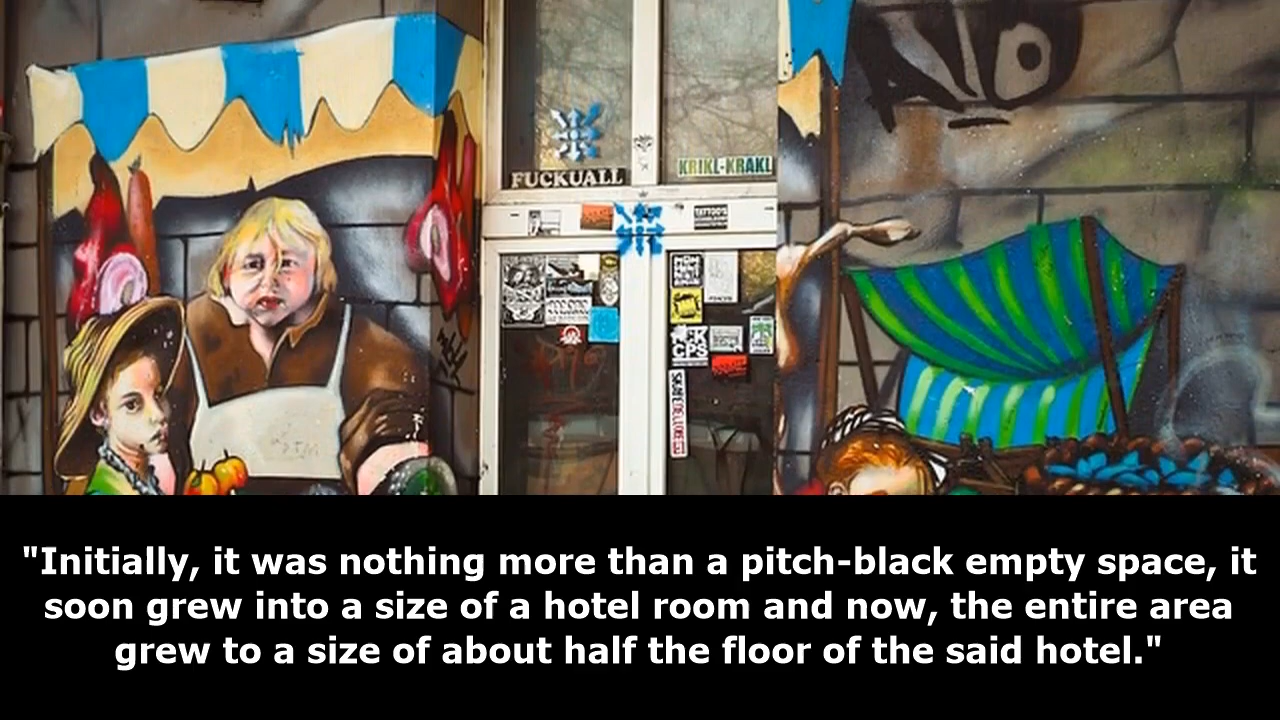 FUCKUALL
KRIKL-KRAKL
"Initially, it was nothing more than a pitch-black empty space, it
soon grew into a size of a hotel room and now, the entire area
grew to a size of about half the floor of the said hotel."